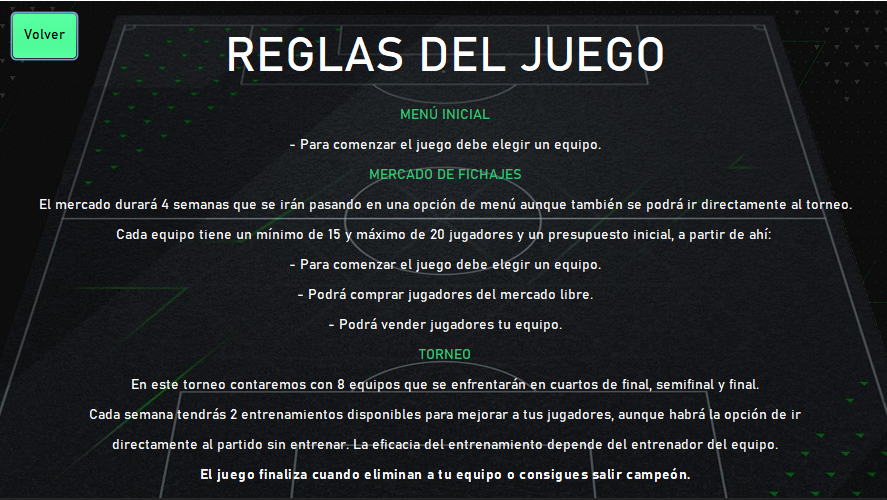 Volver
REGLAS DEL JUEGO
MENÚ INICIAL
- Para comenzar el juego debe elegir un equipo.
MERCADO DE FICHAJES
El mercado durará 4 semanas que se irán pasando en una opción de menú aunque también se podrá ir directamente al torneo.
Cada equipo tiene un mínimo de 15 y máximo de 20 jugadores y un presupuesto inicial, a partir de ahí:
- Para comenzar el juego debe elegir un equipo.
- Podrá comprar jugadores del mercado libre.
- Podrá vender jugadores tu equipo.
TORNEO
En este torneo contaremos con 8 equipos que se enfrentarán en cuartos de final, semifinal y final.
Cada semana tendrás 2 entrenamientos disponibles para mejorar a tus jugadores, aunque habrá la opción de ir
directamente al partido sin entrenar. La eficacia del entrenamiento depende del entrenador del equipo.
El juego finaliza cuando eliminan a tu equipo o consigues salir campeón.